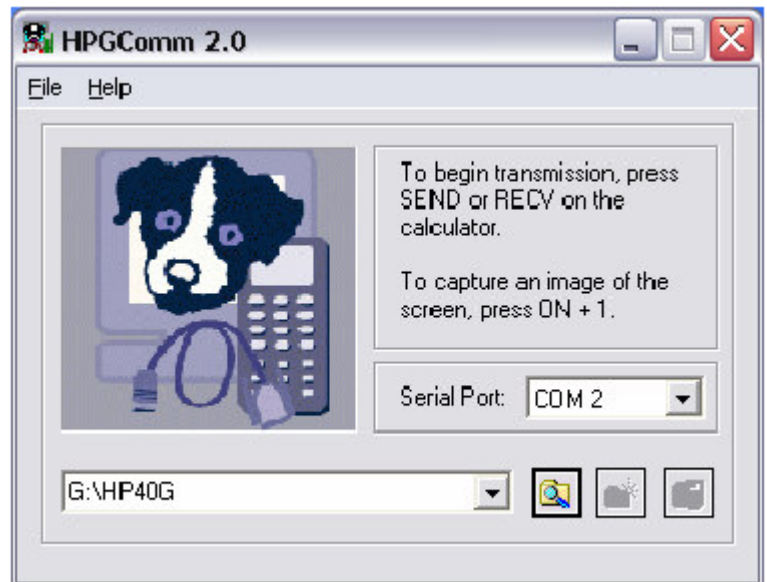 HPGComm 2.0
File Help
To begin transmission, press
SEND or RECV on the
calculator.
To capture an image of the
screen, press ON + 1.
Serial Port: COM 2
G:\HP40G